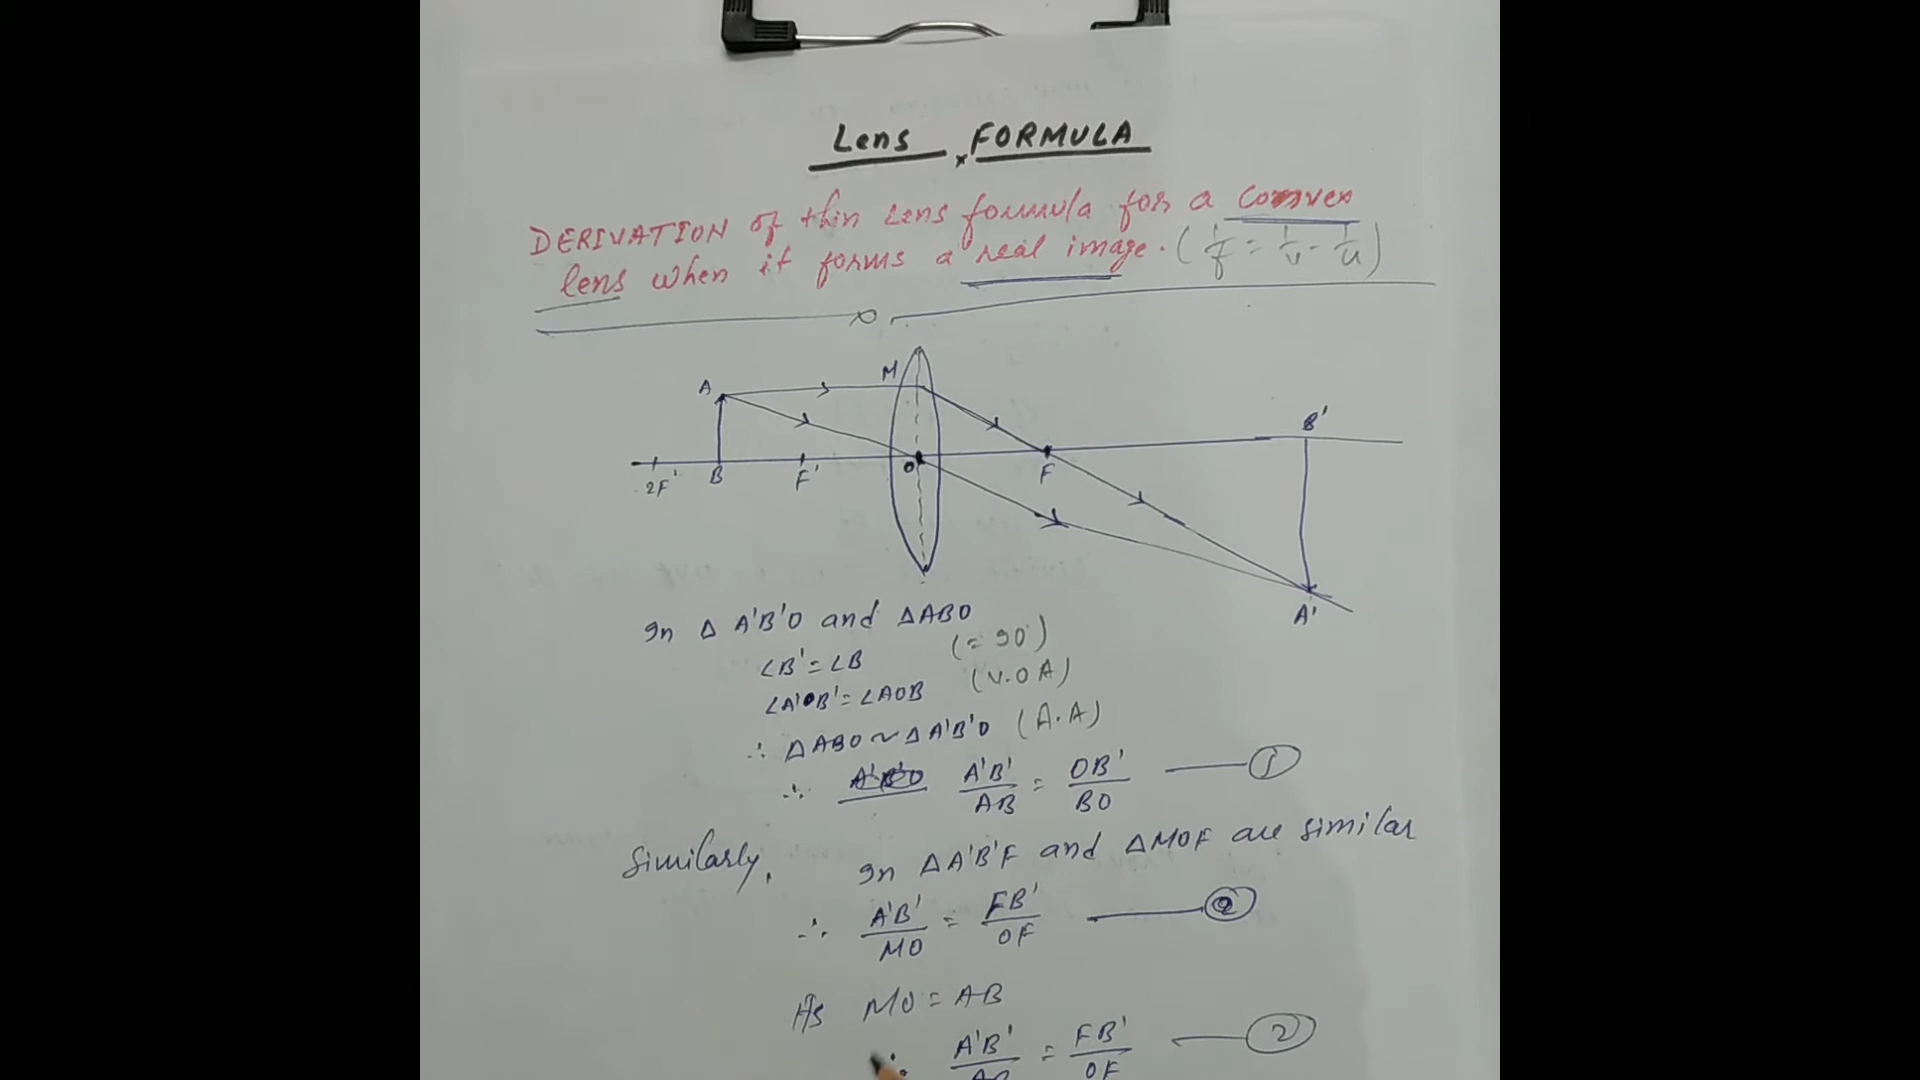 Lens FORMULA
DERIVATION of thin Lens formula for a convex
lens when it forms a real image. (1/f = 1/v - 1/u)
A
M
B'
2F'
B
F'
O
F
A'
In Δ A'B'O and ΔABO
∠B' = ∠B (= 90)
∠A'OB' = ∠AOB (V.OA)
∴ ΔABO ~ ΔA'B'O (A.A)
∴ A'B'/AB = OB'/BO — 1
Similarly, In ΔA'B'F and ΔMOF are similar
∴ A'B'/MO = FB'/OF — 2
As MO = AB
∴ A'B'/AB = FB'/OF — 2